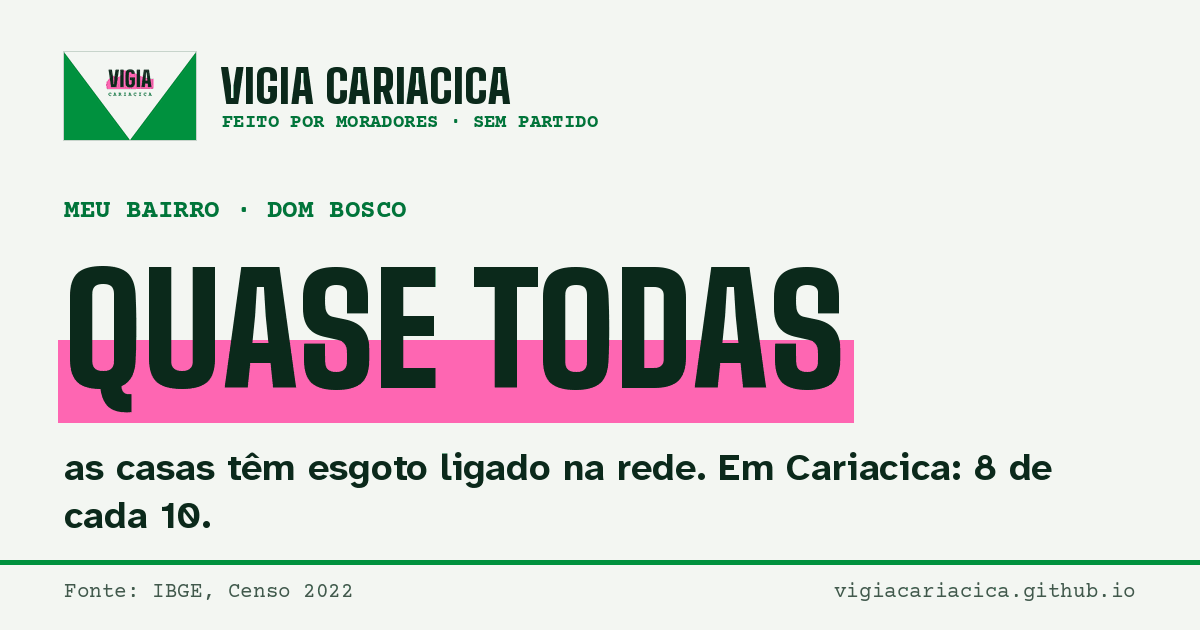 VIGIA
CARIACICA
VIGIA CARIACICA
FEITO POR MORADORES · SEM PARTIDO
MEU BAIRRO · DOM BOSCO
QUASE TODAS
as casas têm esgoto ligado na rede. Em Cariacica: 8 de
cada 10.
Fonte: IBGE, Censo 2022
vigiacariacica.github.io